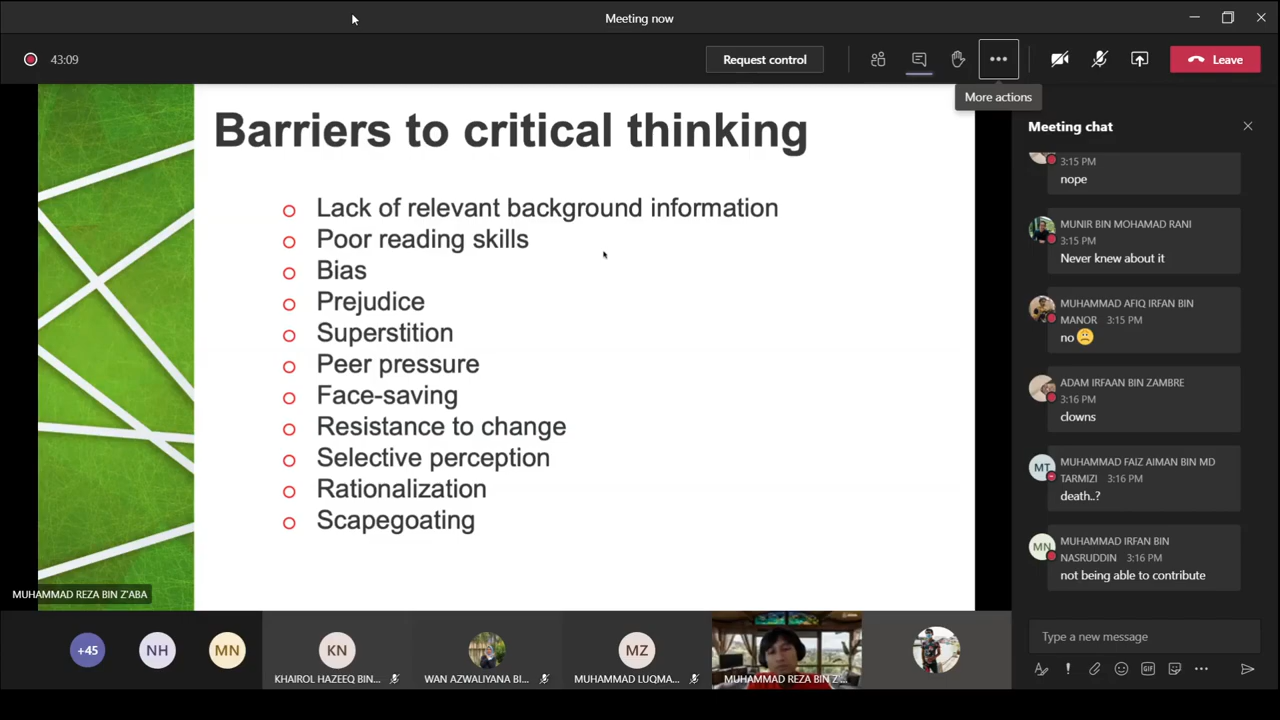 Meeting now
43:09
Request control
Leave
More actions
Barriers to critical thinking
Lack of relevant background information
Poor reading skills
Bias
Prejudice
Superstition
Peer pressure
Face-saving
Resistance to change
Selective perception
Rationalization
Scapegoating
MUHAMMAD REZA BIN Z'ABA
Meeting chat
3:15 PM
nope
MUNIR BIN MOHAMAD RANI
3:15 PM
Never knew about it
MUHAMMAD AFIQ IRFAN BIN
MANOR 3:15 PM
no 🙁
ADAM IRFAAN BIN ZAMBRE
3:16 PM
clowns
MT
MUHAMMAD FAIZ AIMAN BIN MD
TARMIZI 3:16 PM
death..?
MN
MUHAMMAD IRFAN BIN
NASRUDDIN 3:16 PM
not being able to contribute
Type a new message
GIF
+45
NH
MN
KN
KHAIROL HAZEEQ BIN...
WAN AZWALIYANA BI...
MZ
MUHAMMAD LUQMA...
MUHAMMAD REZA BIN Z'...